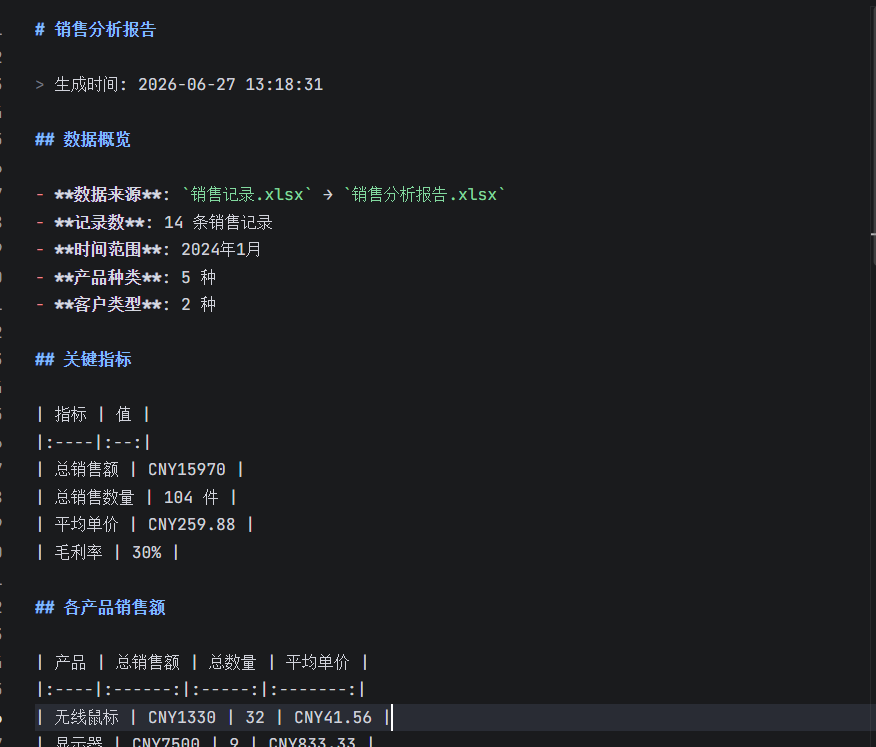 # 销售分析报告
> 生成时间: 2026-06-27 13:18:31
## 数据概览
- **数据来源**: `销售记录.xlsx` → `销售分析报告.xlsx`
- **记录数**: 14 条销售记录
- **时间范围**: 2024年1月
- **产品种类**: 5 种
- **客户类型**: 2 种
## 关键指标
| 指标 | 值 |
|:----|:--:|
| 总销售额 | CNY15970 |
| 总销售数量 | 104 件 |
| 平均单价 | CNY259.88 |
| 毛利率 | 30% |
## 各产品销售额
| 产品 | 总销售额 | 总数量 | 平均单价 |
|:----|:------:|:-----:|:-------:|
| 无线鼠标 | CNY1330 | 32 | CNY41.56 |
| 显示器 | CNY7500 | 9 | CNY833.33 |